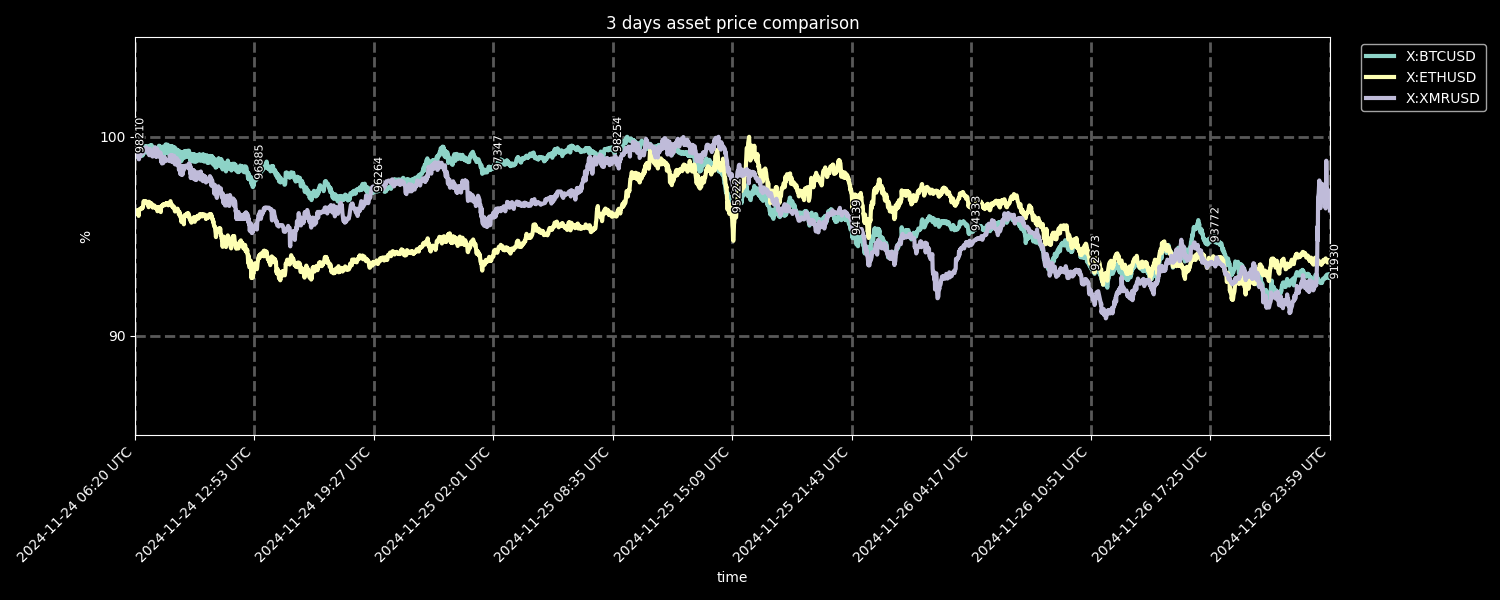 3 days asset price comparison
X:BTCUSD
X:ETHUSD
X:XMRUSD
%
100
90
98210
96885
96264
97347
98254
95222
94139
94333
92373
93772
91930
2024-11-24 06:20 UTC
2024-11-24 12:53 UTC
2024-11-24 19:27 UTC
2024-11-25 02:01 UTC
2024-11-25 08:35 UTC
2024-11-25 15:09 UTC
2024-11-25 21:43 UTC
2024-11-26 04:17 UTC
2024-11-26 10:51 UTC
2024-11-26 17:25 UTC
2024-11-26 23:59 UTC
time